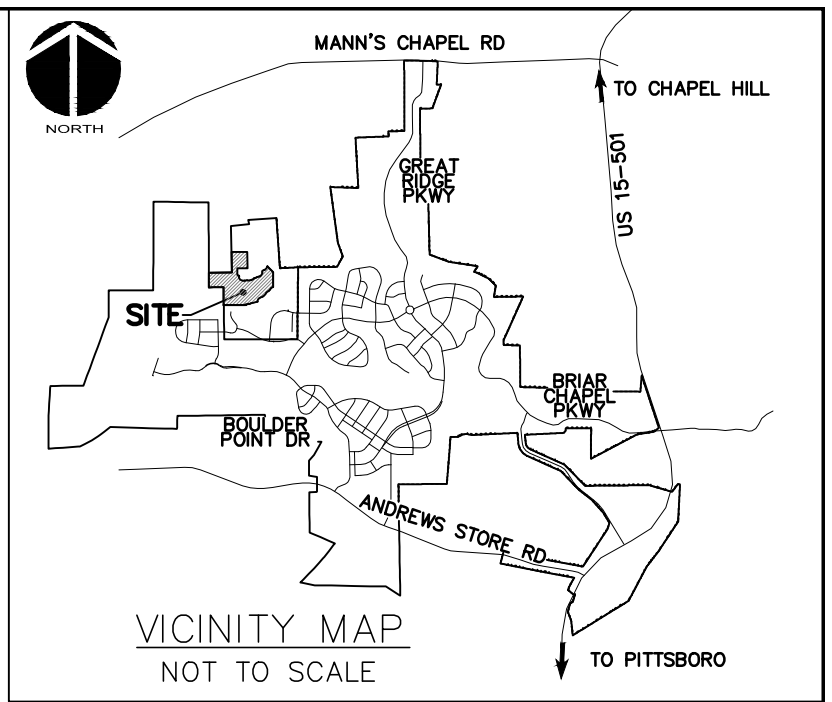 MANN'S CHAPEL RD
TO CHAPEL HILL
NORTH
US 15-501
GREAT
RIDGE
PKWY
SITE
BRIAR
CHAPEL
PKWY
BOULDER
POINT DR
ANDREWS STORE RD
VICINITY MAP
NOT TO SCALE
TO PITTSBORO